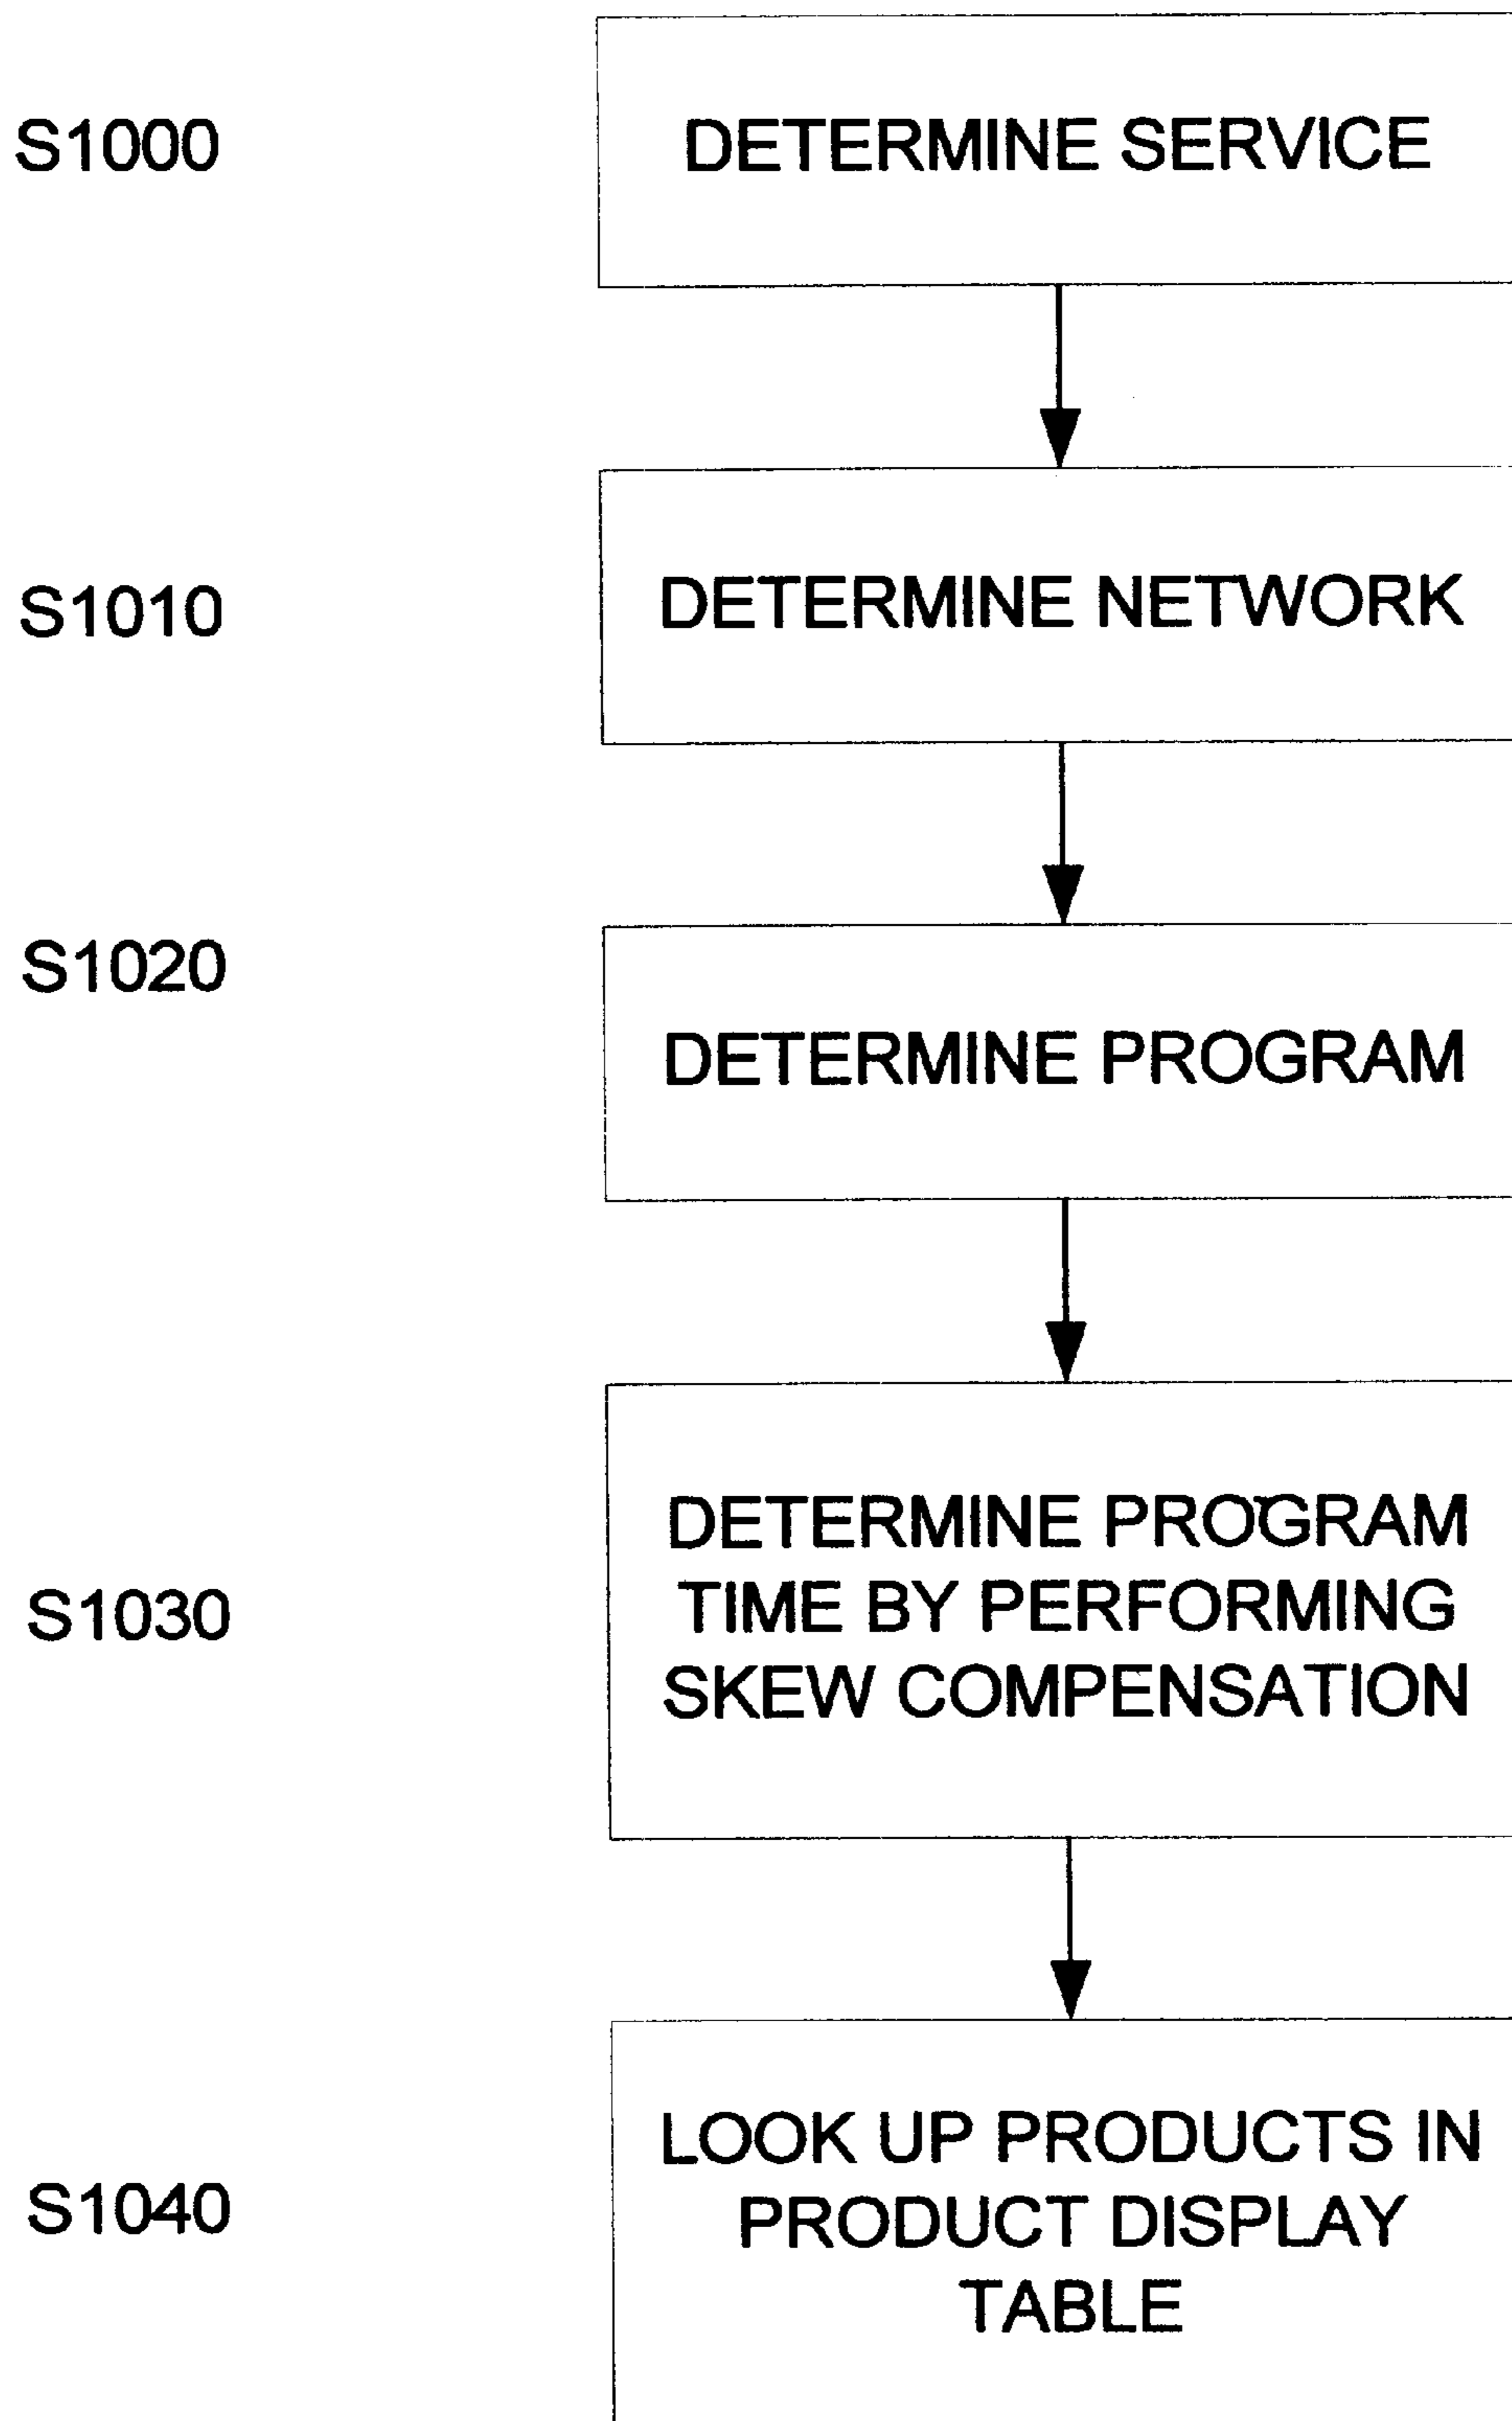 S1000
DETERMINE SERVICE
S1010
DETERMINE NETWORK
S1020
DETERMINE PROGRAM
S1030
DETERMINE PROGRAM
TIME BY PERFORMING
SKEW COMPENSATION
S1040
LOOK UP PRODUCTS IN
PRODUCT DISPLAY
TABLE